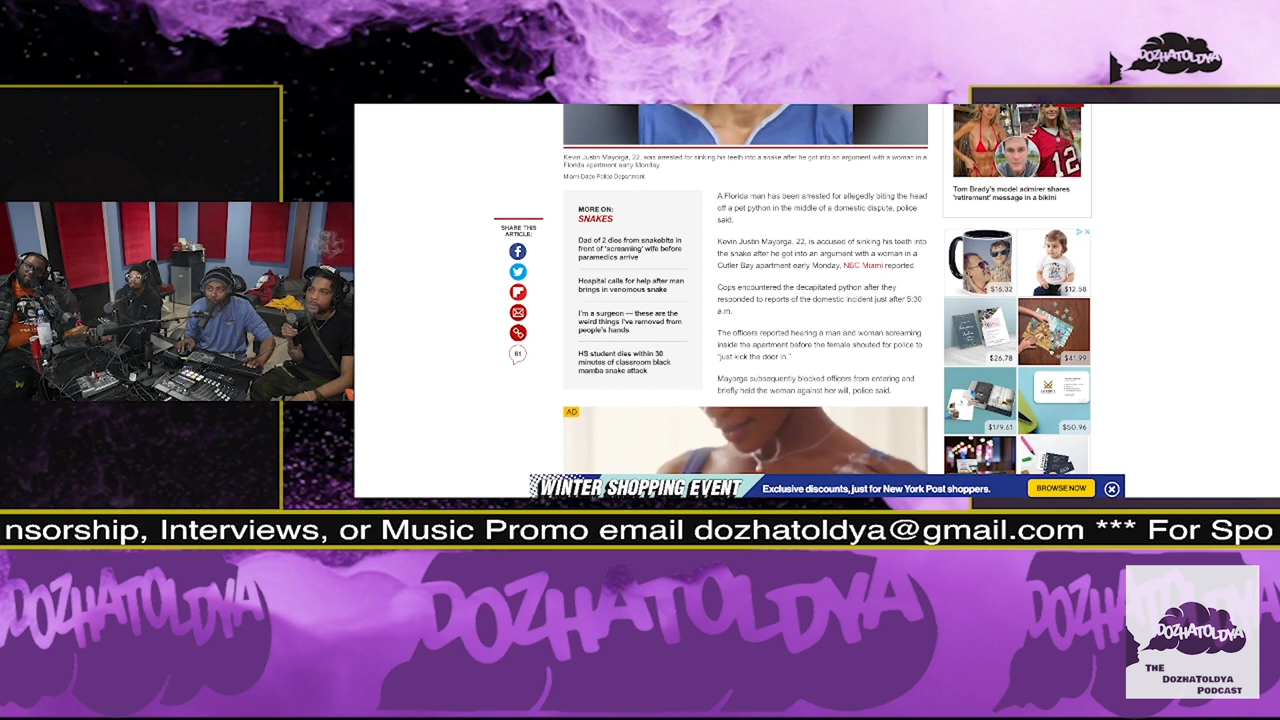 DOZHATOLDYA
Kevin Justin Mayorga, 22, was arrested for sinking his teeth into a snake after he got into an argument with a woman in a
Florida apartment early Monday.
Miami-Dade Police Department
SHARE THIS
ARTICLE:
61
MORE ON:
SNAKES
Dad of 2 dies from snakebite in
front of 'screaming' wife before
paramedics arrive
Hospital calls for help after man
brings in venomous snake
I'm a surgeon — these are the
weird things I've removed from
people's hands
HS student dies within 30
minutes of classroom black
mamba snake attack
A Florida man has been arrested for allegedly biting the head
off a pet python in the middle of a domestic dispute, police
said.
Kevin Justin Mayorga, 22, is accused of sinking his teeth into
the snake after he got into an argument with a woman in a
Cutler Bay apartment early Monday, NBC Miami reported.
Cops encountered the decapitated python after they
responded to reports of the domestic incident just after 5:30
a.m.
The officers reported hearing a man and woman screaming
inside the apartment before the female shouted for police to
"just kick the door in."
Mayorga subsequently blocked officers from entering and
briefly held the woman against her will, police said.
AD
12
Tom Brady's model admirer shares
'retirement' message in a bikini
$16.32
$12.58
$26.78
$41.99
$179.61
$50.96
WINTER SHOPPING EVENT
Exclusive discounts, just for New York Post shoppers.
BROWSE NOW
nsorship, Interviews, or Music Promo email dozhatoldya@gmail.com *** For Spo
DOZHATOLDYA
DOZHATOLDYA
DOZHA
DOZHATOLDYA
THE
DOZHATOLDYA
PODCAST